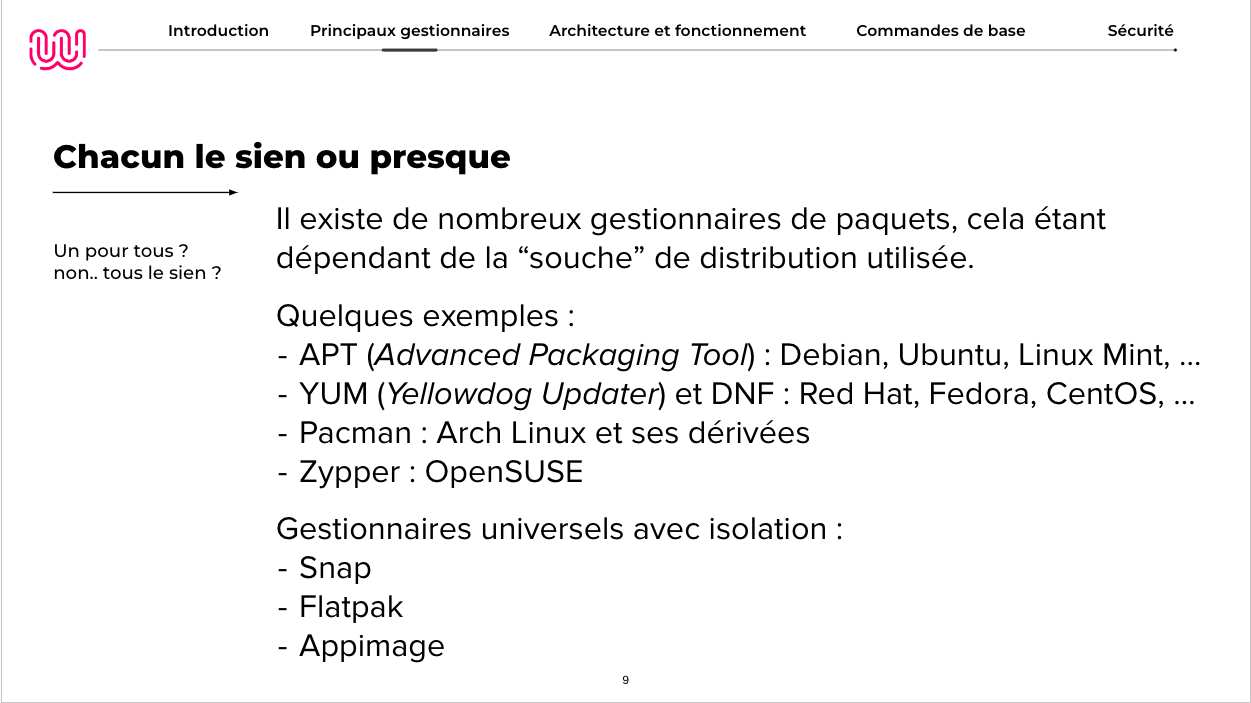 Introduction
Principaux gestionnaires
Architecture et fonctionnement
Commandes de base
Sécurité
Chacun le sien ou presque
Un pour tous ?
non.. tous le sien ?
Il existe de nombreux gestionnaires de paquets, cela étant
dépendant de la “souche” de distribution utilisée.
Quelques exemples :
- APT (Advanced Packaging Tool) : Debian, Ubuntu, Linux Mint, ...
- YUM (Yellowdog Updater) et DNF : Red Hat, Fedora, CentOS, ...
- Pacman : Arch Linux et ses dérivées
- Zypper : OpenSUSE
Gestionnaires universels avec isolation :
- Snap
- Flatpak
- Appimage
9